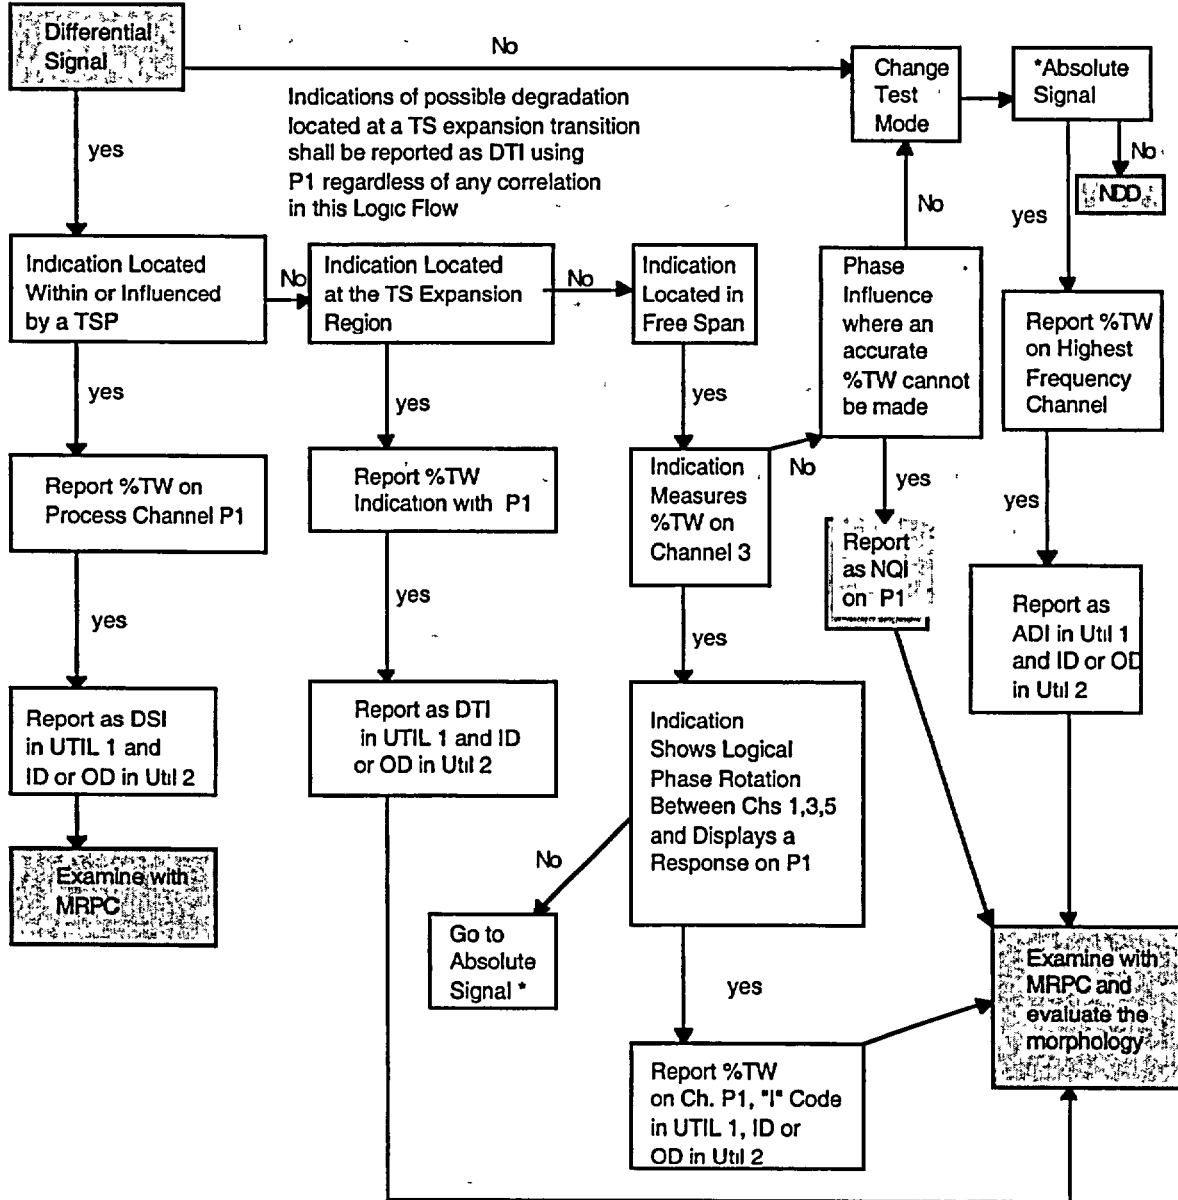 Differential
Signal
No
Change
Test
Mode
*Absolute
Signal
Indications of possible degradation
located at a TS expansion transition
shall be reported as DTI using
P1 regardless of any correlation
in this Logic Flow
yes
No
NDD
No
yes
Indication Located
Within or Influenced
by a TSP
No
Indication Located
at the TS Expansion
Region
No
Indication
Located in
Free Span
Phase
Influence
where an
accurate
%TW cannot
be made
Report %TW
on Highest
Frequency
Channel
yes
yes
yes
No
yes
yes
Report %TW on
Process Channel P1
Report %TW
Indication with P1
Indication
Measures
%TW on
Channel 3
Report
as NQI
on P1
yes
yes
yes
Report as
ADI in Util 1
and ID or OD
in Util 2
Report as DSI
in UTIL 1 and
ID or OD in Util 2
Report as DTI
in UTIL 1 and ID
or OD in Util 2
Indication
Shows Logical
Phase Rotation
Between Chs 1,3,5
and Displays a
Response on P1
No
Examine with
MRPC
Go to
Absolute
Signal *
yes
Examine with
MRPC and
evaluate the
morphology
Report %TW
on Ch. P1, "I" Code
in UTIL 1, ID or
OD in Util 2